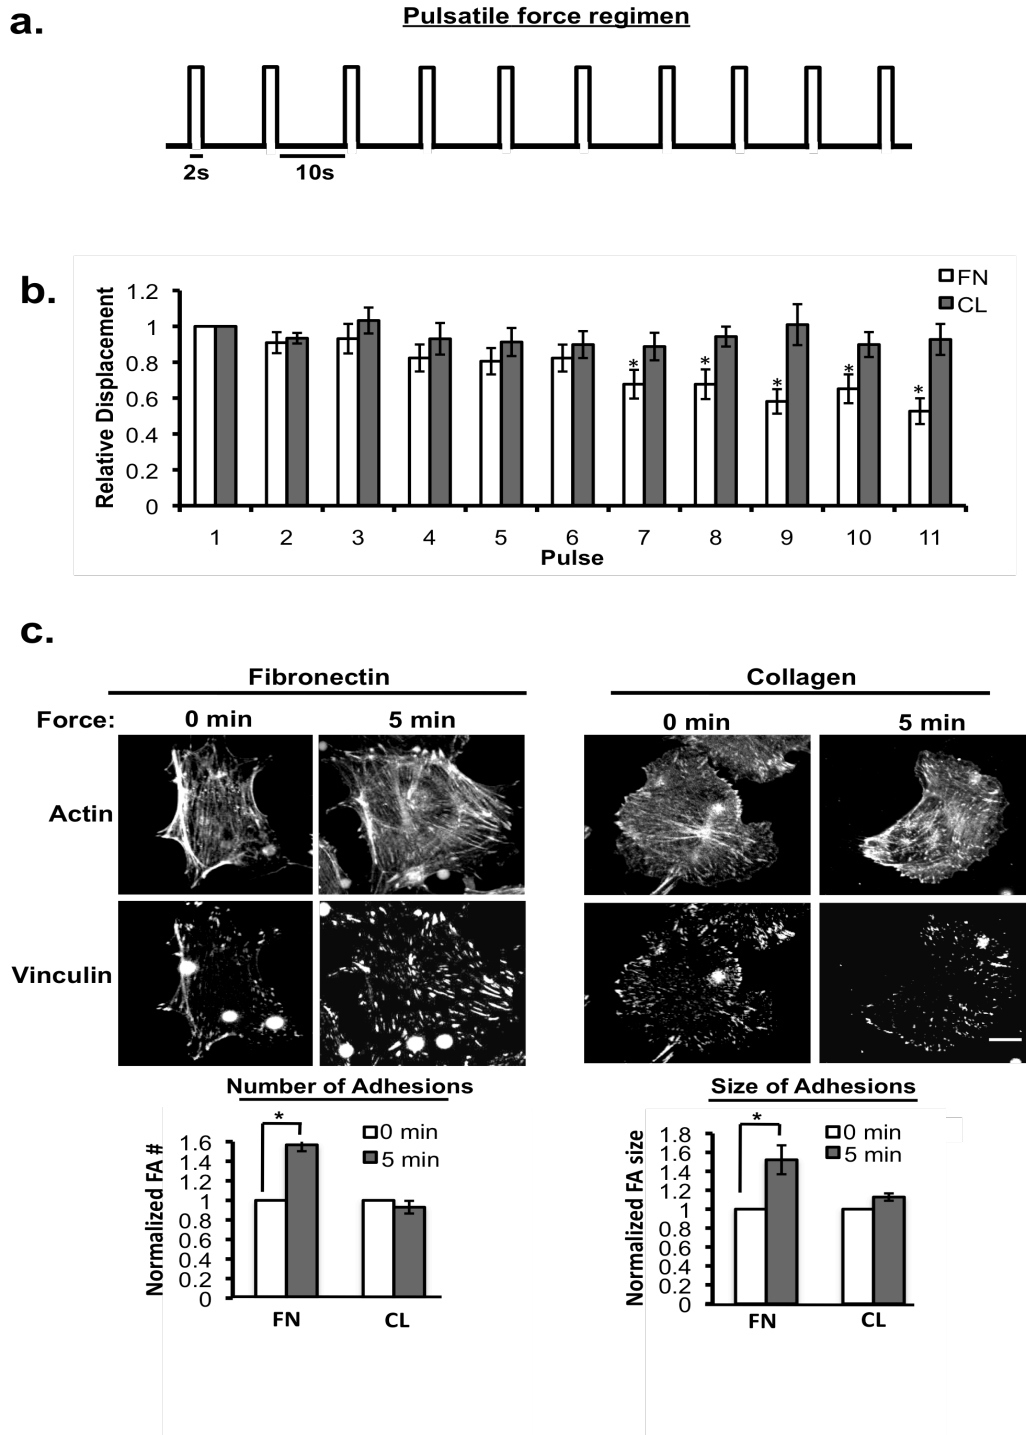 a.
Pulsatile force regimen
2s
10s
b.
FN
CL
Relative Displacement
1.2
1
0.8
0.6
0.4
0.2
0
* * * * *
1 2 3 4 5 6 7 8 9 10 11
Pulse
c.
Fibronectin
Collagen
Force: 0 min 5 min 0 min 5 min
Actin
Vinculin
Number of Adhesions
*
0 min
5 min
Normalized FA #
1.6
1.4
1.2
1
0.8
0.6
0.4
0.2
0
FN CL
Size of Adhesions
*
0 min
5 min
Normalized FA size
1.8
1.6
1.4
1.2
1
0.8
0.6
0.4
0.2
0
FN CL